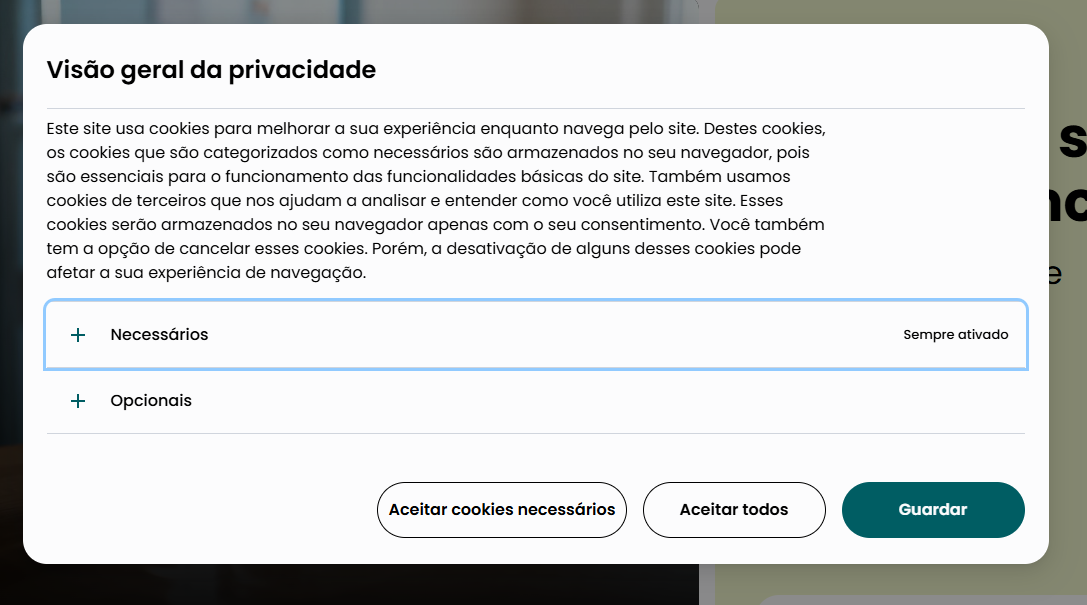 Visão geral da privacidade
Este site usa cookies para melhorar a sua experiência enquanto navega pelo site. Destes cookies,
os cookies que são categorizados como necessários são armazenados no seu navegador, pois
são essenciais para o funcionamento das funcionalidades básicas do site. Também usamos
cookies de terceiros que nos ajudam a analisar e entender como você utiliza este site. Esses
cookies serão armazenados no seu navegador apenas com o seu consentimento. Você também
tem a opção de cancelar esses cookies. Porém, a desativação de alguns desses cookies pode
afetar a sua experiência de navegação.
Necessários Sempre ativado
Opcionais
Aceitar cookies necessários Aceitar todos Guardar